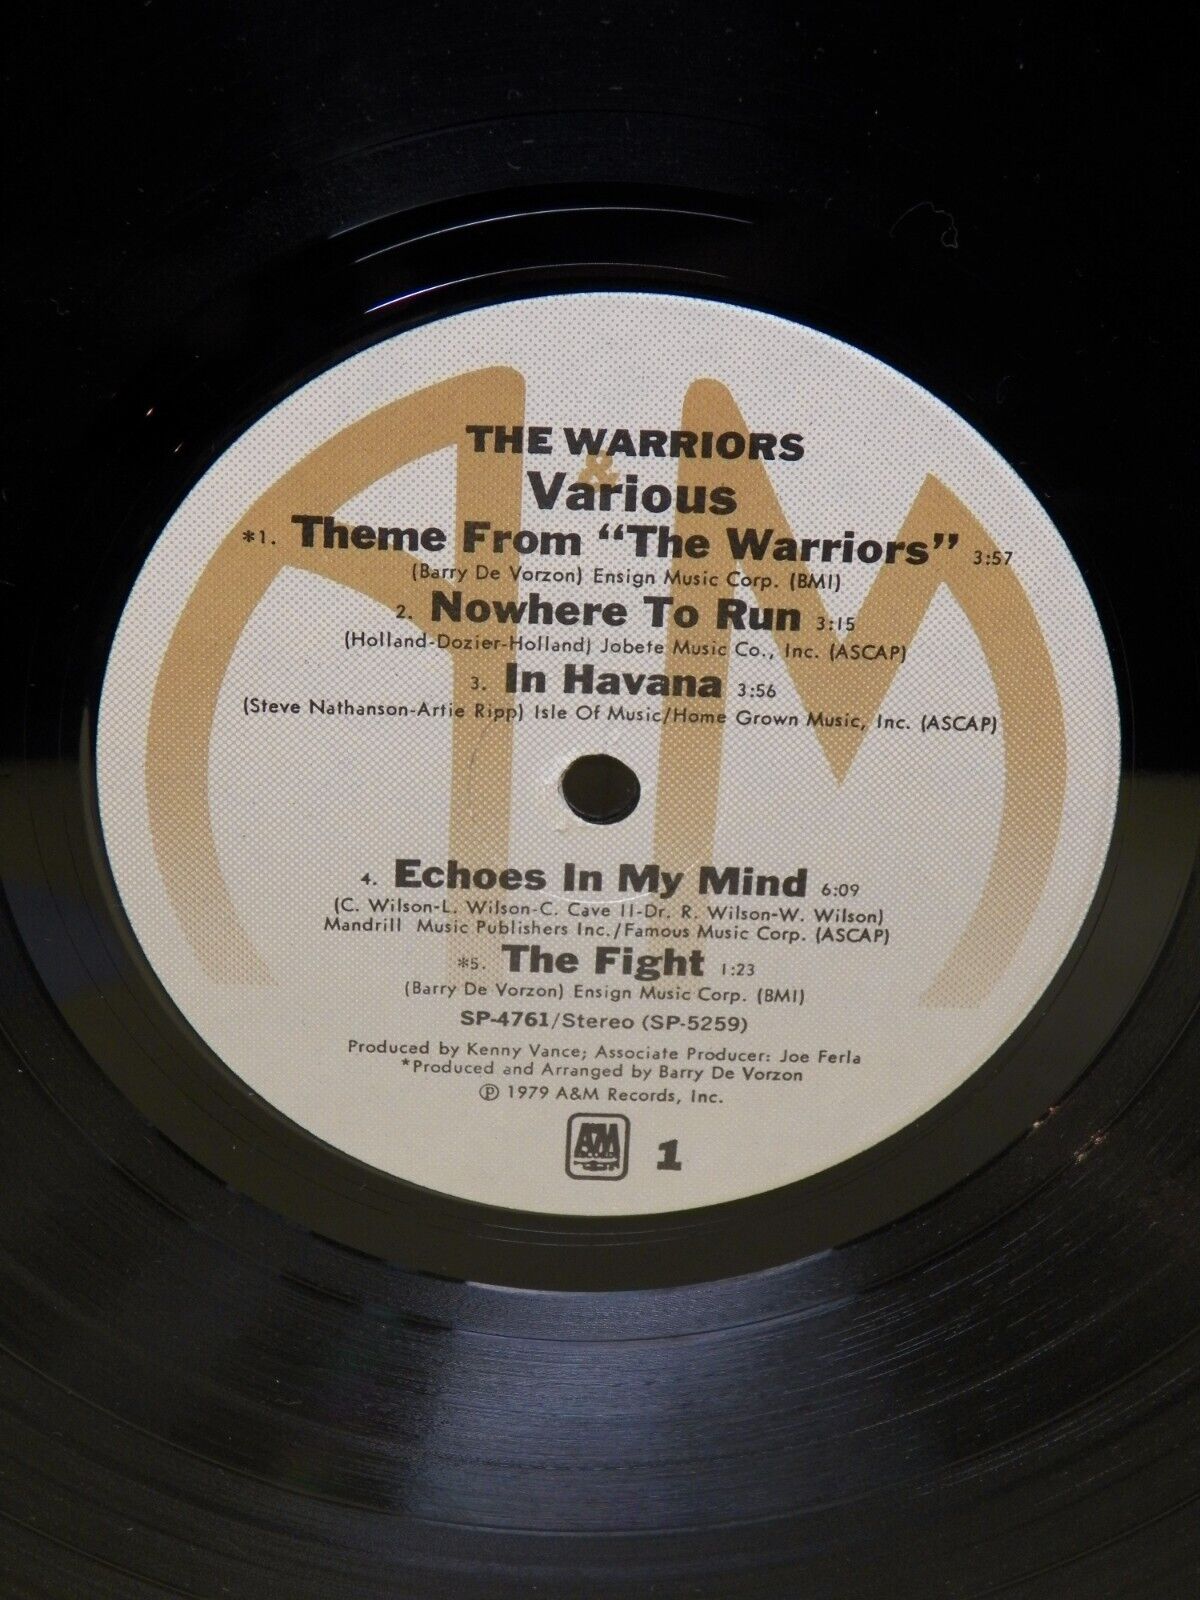 A&M
THE WARRIORS
Various
*1. Theme From "The Warriors" 3:57
(Barry De Vorzon) Ensign Music Corp. (BMI)
2. Nowhere To Run 3:15
(Holland-Dozier-Holland) Jobete Music Co., Inc. (ASCAP)
3. In Havana 3:56
(Steve Nathanson-Artie Ripp) Isle Of Music/Home Grown Music, Inc. (ASCAP)
4. Echoes In My Mind 6:09
(C. Wilson-L. Wilson-C. Cave II-Dr. R. Wilson-W. Wilson)
Mandrill Music Publishers Inc./Famous Music Corp. (ASCAP)
*5. The Fight 1:23
(Barry De Vorzon) Ensign Music Corp. (BMI)
SP-4761/Stereo (SP-5259)
Produced by Kenny Vance; Associate Producer: Joe Ferla
*Produced and Arranged by Barry De Vorzon
℗ 1979 A&M Records, Inc.
A&M 1